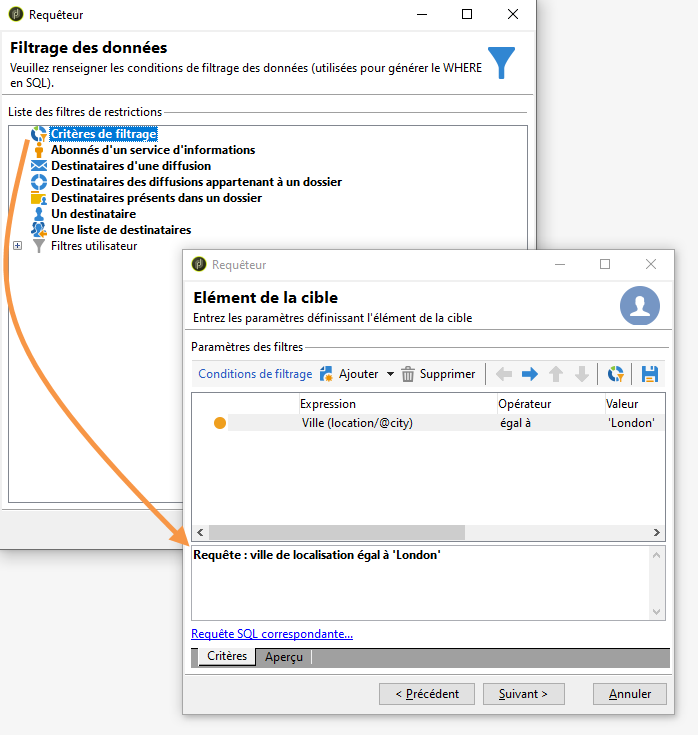 Requêteur
Filtrage des données
Veuillez renseigner les conditions de filtrage des données (utilisées pour générer le WHERE
en SQL).
Liste des filtres de restrictions
Critères de filtrage
Abonnés d'un service d'informations
Destinataires d'une diffusion
Destinataires des diffusions appartenant à un dossier
Destinataires présents dans un dossier
Un destinataire
Une liste de destinataires
Filtres utilisateur
Requêteur
Elément de la cible
Entrez les paramètres définissant l'élément de la cible
Paramètres des filtres
Conditions de filtrage Ajouter Supprimer
Expression Opérateur Valeur
Ville (location/@city) égal à 'London'
Requête : ville de localisation égal à 'London'
Requête SQL correspondante...
Critères Aperçu
< Précédent Suivant > Annuler